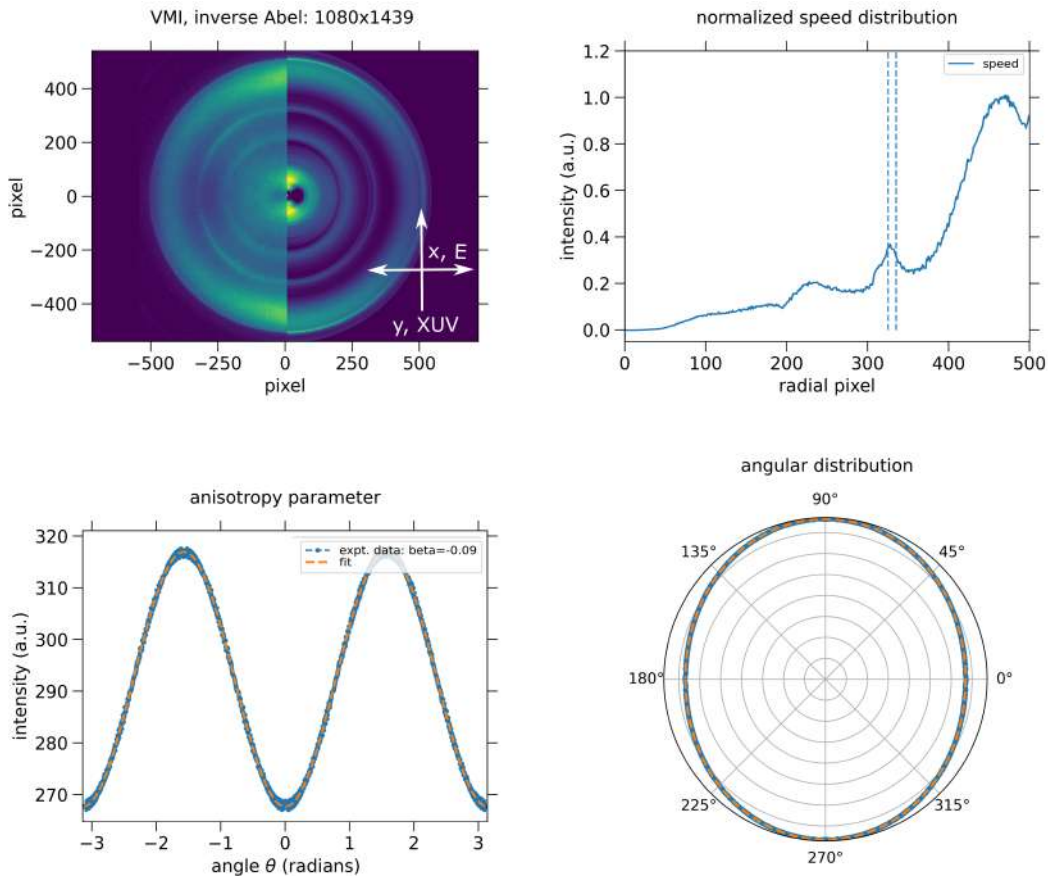 VMI, inverse Abel: 1080x1439
pixel
400
200
0
−200
−400
−500
−250
0
250
500
pixel
x, E
y, XUV
normalized speed distribution
intensity (a.u.)
1.2
1.0
0.8
0.6
0.4
0.2
0.0
0
100
200
300
400
500
radial pixel
speed
anisotropy parameter
intensity (a.u.)
320
310
300
290
280
270
−3
−2
−1
0
1
2
3
angle θ (radians)
expt. data: beta=-0.09
fit
angular distribution
90°
135°
45°
180°
0°
225°
315°
270°